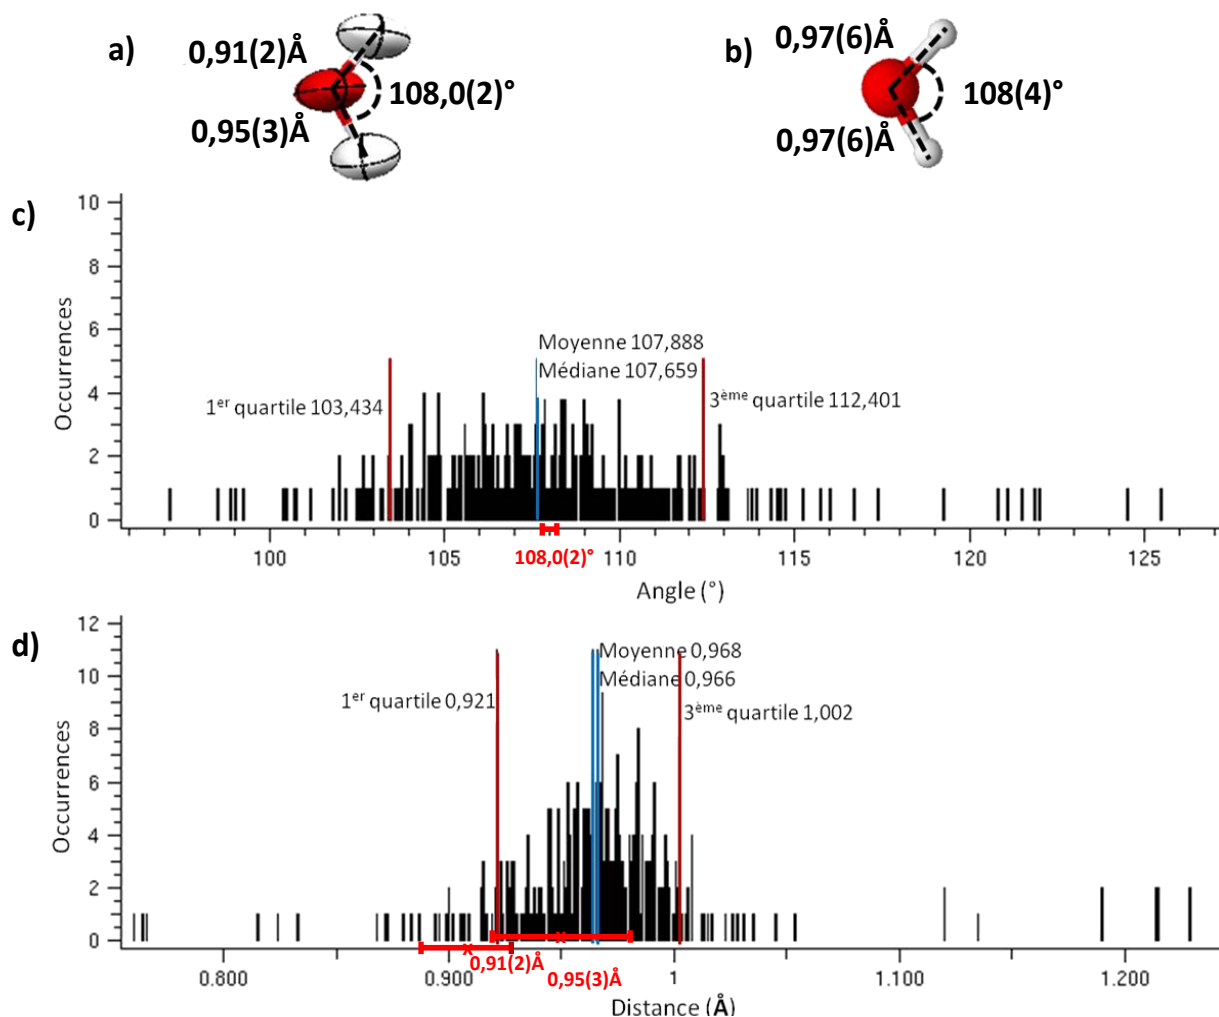 a)
0,91(2)Å
108,0(2)°
0,95(3)Å
b)
0,97(6)Å
108(4)°
0,97(6)Å
c)
Occurrences
10
8
6
4
2
0
Moyenne 107,888
Médiane 107,659
1er quartile 103,434
3ème quartile 112,401
108,0(2)°
100
105
110
115
120
125
Angle (°)
d)
Occurrences
12
10
8
6
4
2
0
Moyenne 0,968
Médiane 0,966
1er quartile 0,921
3ème quartile 1,002
0,91(2)Å
0,95(3)Å
0.800
0.900
1
1.100
1.200
Distance (Å)